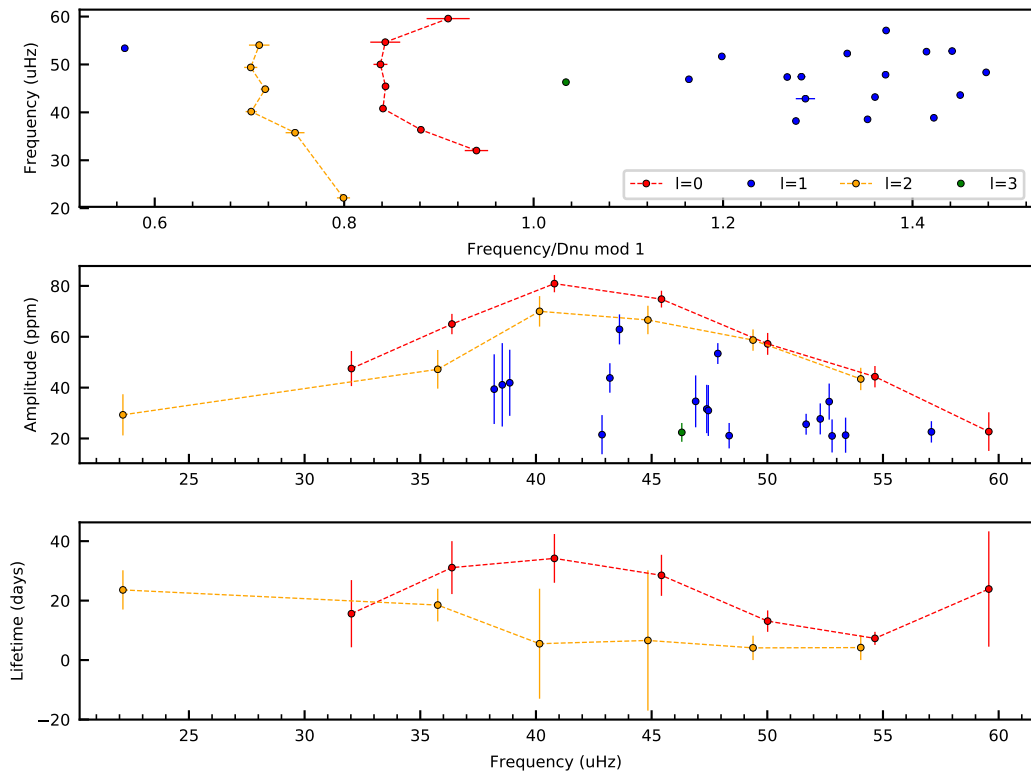 60
50
40
30
20
Frequency (uHz)
l=0 l=1 l=2 l=3
0.6 0.8 1.0 1.2 1.4
Frequency/Dnu mod 1
80
60
40
20
Amplitude (ppm)
25 30 35 40 45 50 55 60
40
20
0
−20
Lifetime (days)
25 30 35 40 45 50 55 60
Frequency (uHz)